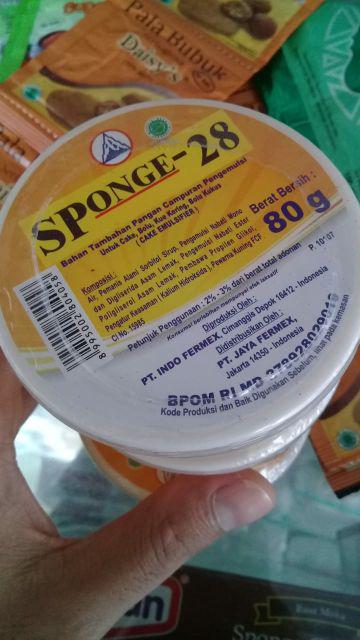 Pala Bubuk
Daisy's
SPONGE-28
Bahan Tambahan Pangan Campuran Pengemulsi
Untuk Cake, Bolu, Kue Kering, Bolu Kukus
( CAKE EMULSIFIER )
Berat Bersih :
80 g
Komposisi :
Air, Pemanis Alami Sorbitol Sirup, Pengemulsi Nabati Mono
dan Digliserida Asam Lemak, Pengemulsi Nabati Ester
Poligliserol Asam Lemak, Pembawa Propilen Glikol,
Pengatur Keasaman ( Kalium Hidroksida ), Pewarna Kuning FCF
CI No. 15985
Petunjuk Penggunaan : 2% - 3% dari berat total adonan
P. 10*07
Diproduksi Oleh :
PT. INDO FERMEX, Cimanggis Depok 16412 - Indonesia
Didistribusikan Oleh :
PT. JAYA FERMEX,
Jakarta 14350 - Indonesia
BPOM RI MD 279928029019
Kode Produksi dan Baik Digunakan Sebelum, lihat pada Kemasan